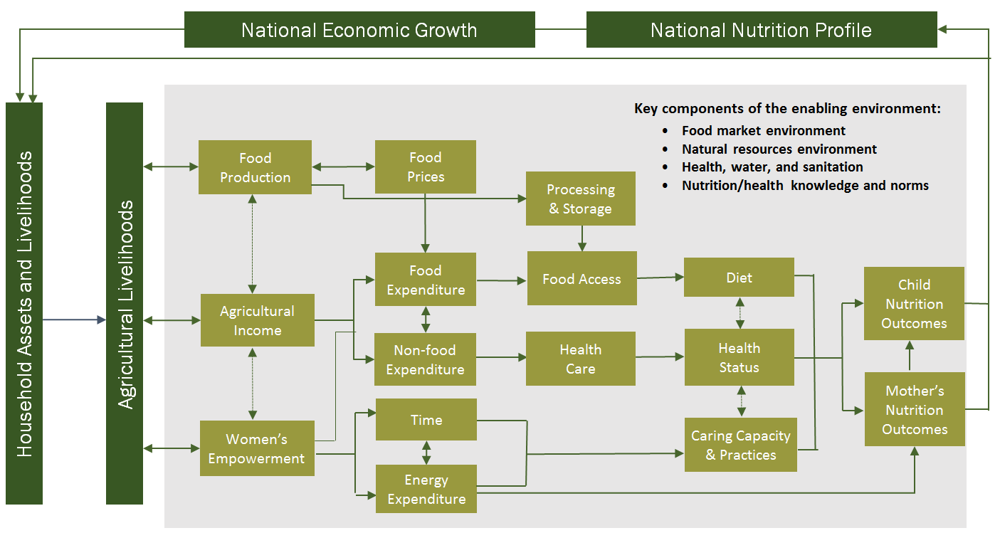 National Economic Growth
National Nutrition Profile
Household Assets and Livelihoods
Agricultural Livelihoods
Key components of the enabling environment:
• Food market environment
• Natural resources environment
• Health, water, and sanitation
• Nutrition/health knowledge and norms
Food
Production
Food
Prices
Processing
& Storage
Food
Expenditure
Food Access
Diet
Child
Nutrition
Outcomes
Agricultural
Income
Non-food
Expenditure
Health
Care
Health
Status
Mother’s
Nutrition
Outcomes
Women’s
Empowerment
Time
Energy
Expenditure
Caring Capacity
& Practices